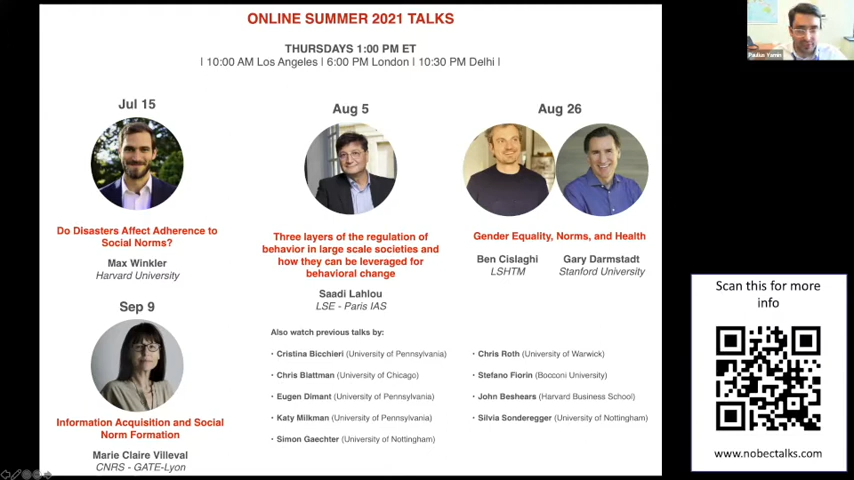 ONLINE SUMMER 2021 TALKS
THURSDAYS 1:00 PM ET
| 10:00 AM Los Angeles | 6:00 PM London | 10:30 PM Delhi |
Jul 15
Do Disasters Affect Adherence to
Social Norms?
Max Winkler
Harvard University
Aug 5
Three layers of the regulation of
behavior in large scale societies and
how they can be leveraged for
behavioral change
Saadi Lahlou
LSE - Paris IAS
Aug 26
Gender Equality, Norms, and Health
Ben Cislaghi
LSHTM
Gary Darmstadt
Stanford University
Sep 9
Information Acquisition and Social
Norm Formation
Marie Claire Villeval
CNRS - GATE-Lyon
Also watch previous talks by:
• Cristina Bicchieri (University of Pennsylvania)
• Chris Blattman (University of Chicago)
• Eugen Dimant (University of Pennsylvania)
• Katy Milkman (University of Pennsylvania)
• Simon Gaechter (University of Nottingham)
• Chris Roth (University of Warwick)
• Stefano Fiorin (Bocconi University)
• John Beshears (Harvard Business School)
• Silvia Sonderegger (University of Nottingham)
Paulius Yamin
Scan this for more
info
www.nobectalks.com